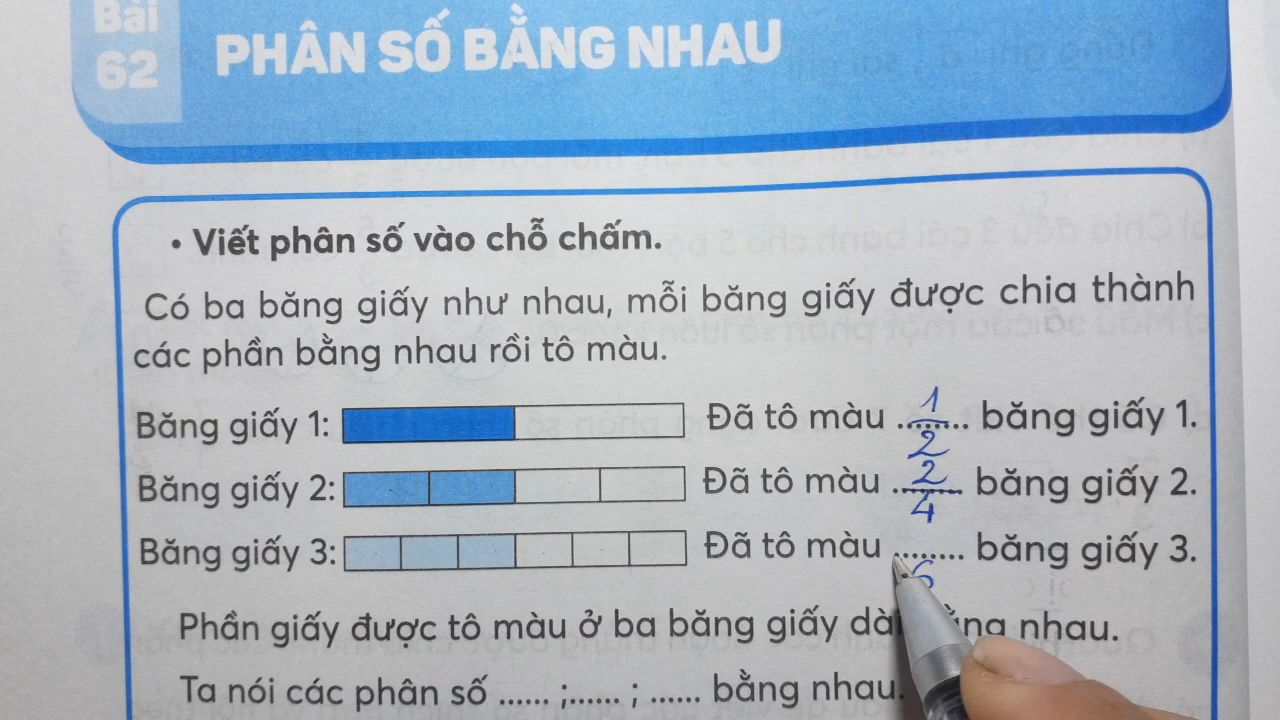 Bài
62
PHÂN SỐ BẰNG NHAU
• Viết phân số vào chỗ chấm.
Có ba băng giấy như nhau, mỗi băng giấy được chia thành
các phần bằng nhau rồi tô màu.
Băng giấy 1: Đã tô màu 1/2 băng giấy 1.
Băng giấy 2: Đã tô màu 2/4 băng giấy 2.
Băng giấy 3: Đã tô màu ........ 6 băng giấy 3.
Phần giấy được tô màu ở ba băng giấy nhau.
Ta nói các phân số ...... ;...... ; ...... bằng nhau.